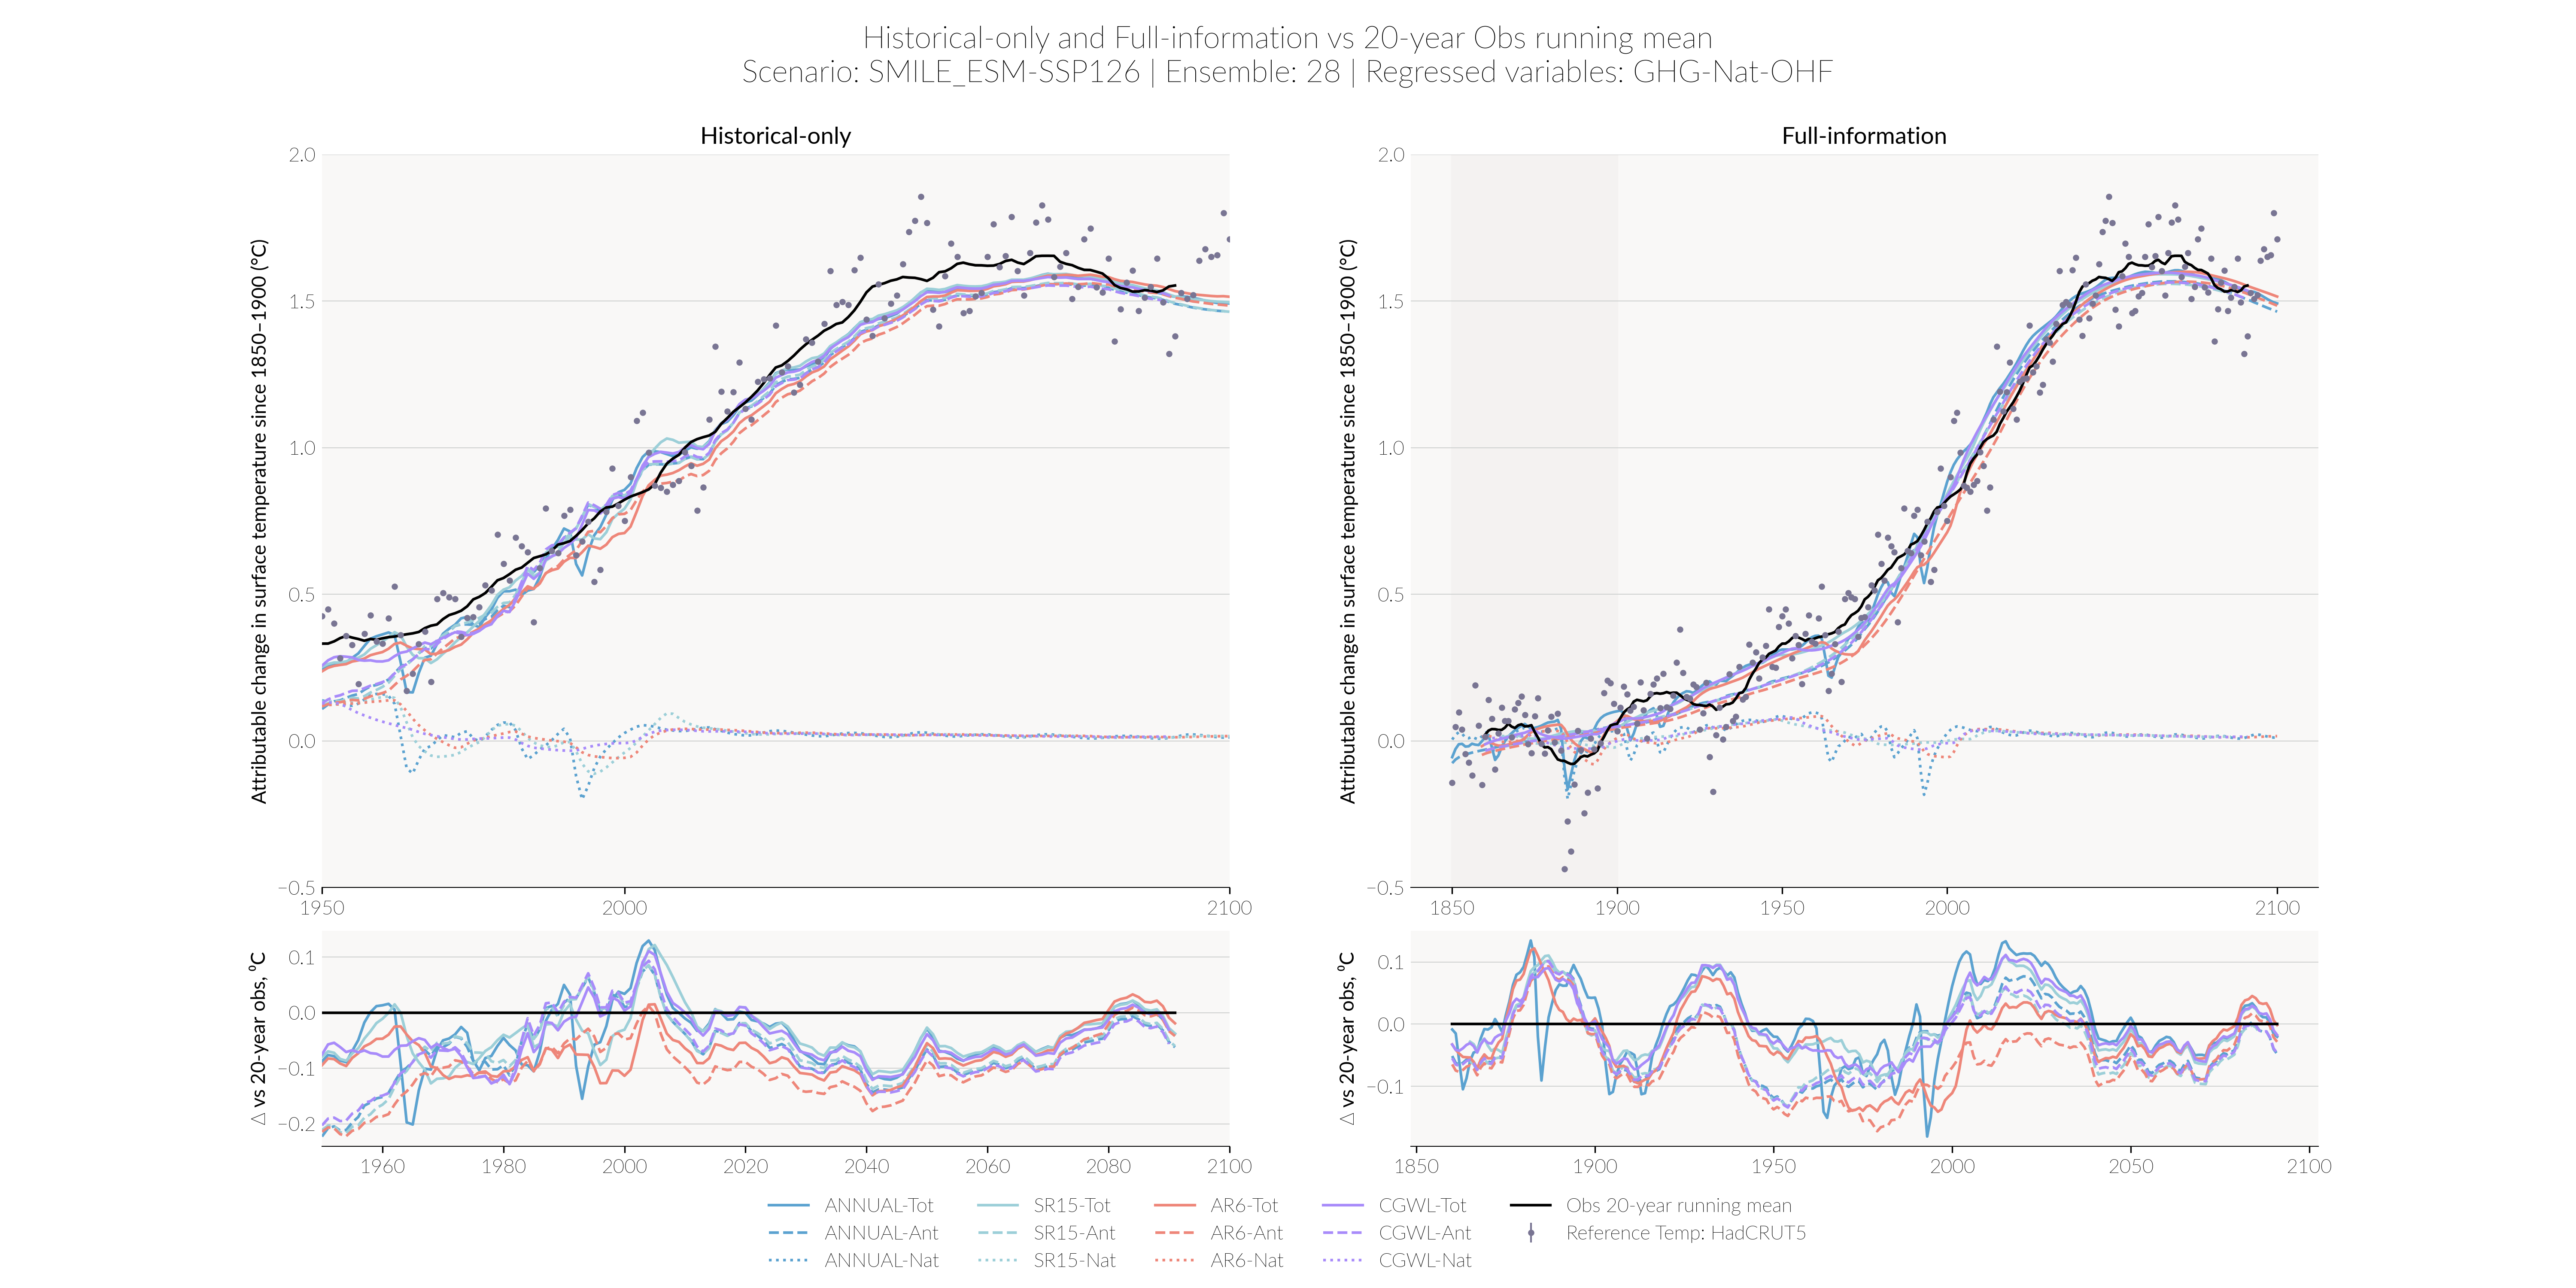 Historical-only and Full-information vs 20-year Obs running mean
Scenario: SMILE_ESM-SSP126 | Ensemble: 28 | Regressed variables: GHG-Nat-OHF
Historical-only
Attributable change in surface temperature since 1850–1900 (°C)
2.0
1.5
1.0
0.5
0.0
−0.5
1950
2000
2100
Full-information
Attributable change in surface temperature since 1850–1900 (°C)
2.0
1.5
1.0
0.5
0.0
−0.5
1850
1900
1950
2000
2100
△ vs 20-year obs, ⁰C
0.1
0.0
−0.1
−0.2
1960
1980
2000
2020
2040
2060
2080
2100
△ vs 20-year obs, ⁰C
0.1
0.0
−0.1
1850
1900
1950
2000
2050
2100
ANNUAL-Tot
ANNUAL-Ant
ANNUAL-Nat
SR15-Tot
SR15-Ant
SR15-Nat
AR6-Tot
AR6-Ant
AR6-Nat
CGWL-Tot
CGWL-Ant
CGWL-Nat
Obs 20-year running mean
Reference Temp: HadCRUT5